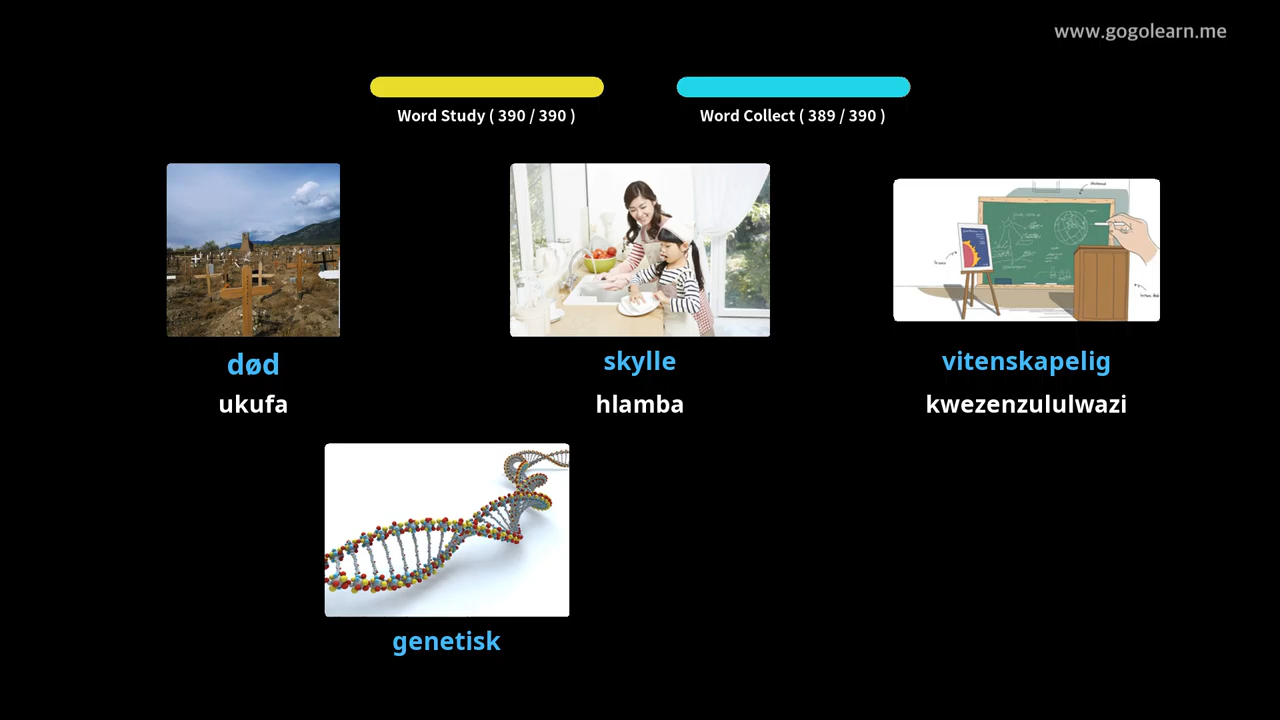 www.gogolearn.me
Word Study ( 390 / 390 )
Word Collect ( 389 / 390 )
død
skylle
vitenskapelig
ukufa
hlamba
kwezenzululwazi
genetisk